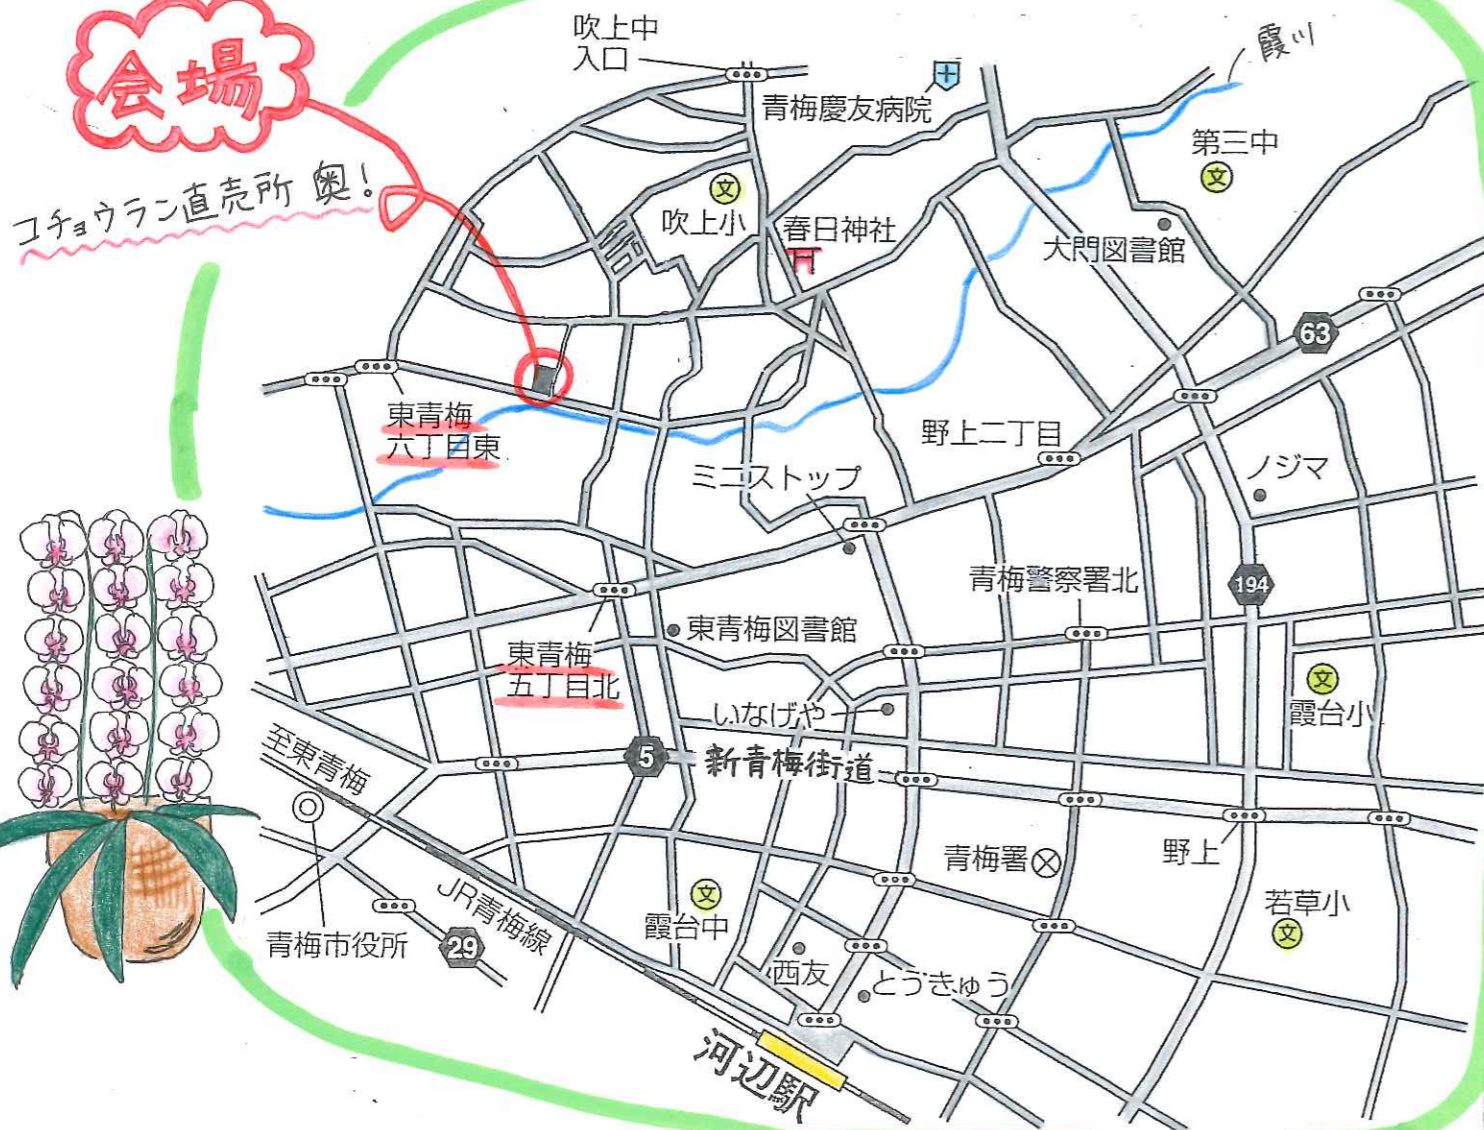 会場
コチョウラン直売所 奥!
吹上中
入口
青梅慶友病院
霞川
第三中
文
文
吹上小
春日神社
大門図書館
63
東青梅
六丁目東
野上二丁目
ミニストップ
ノジマ
青梅警察署北
194
東青梅図書館
東青梅
五丁目北
文
霞台小
いなげや
至東青梅
5
新青梅街道
青梅署
野上
JR青梅線
文
霞台中
若草小
文
青梅市役所
29
西友
とうきゅう
河辺駅